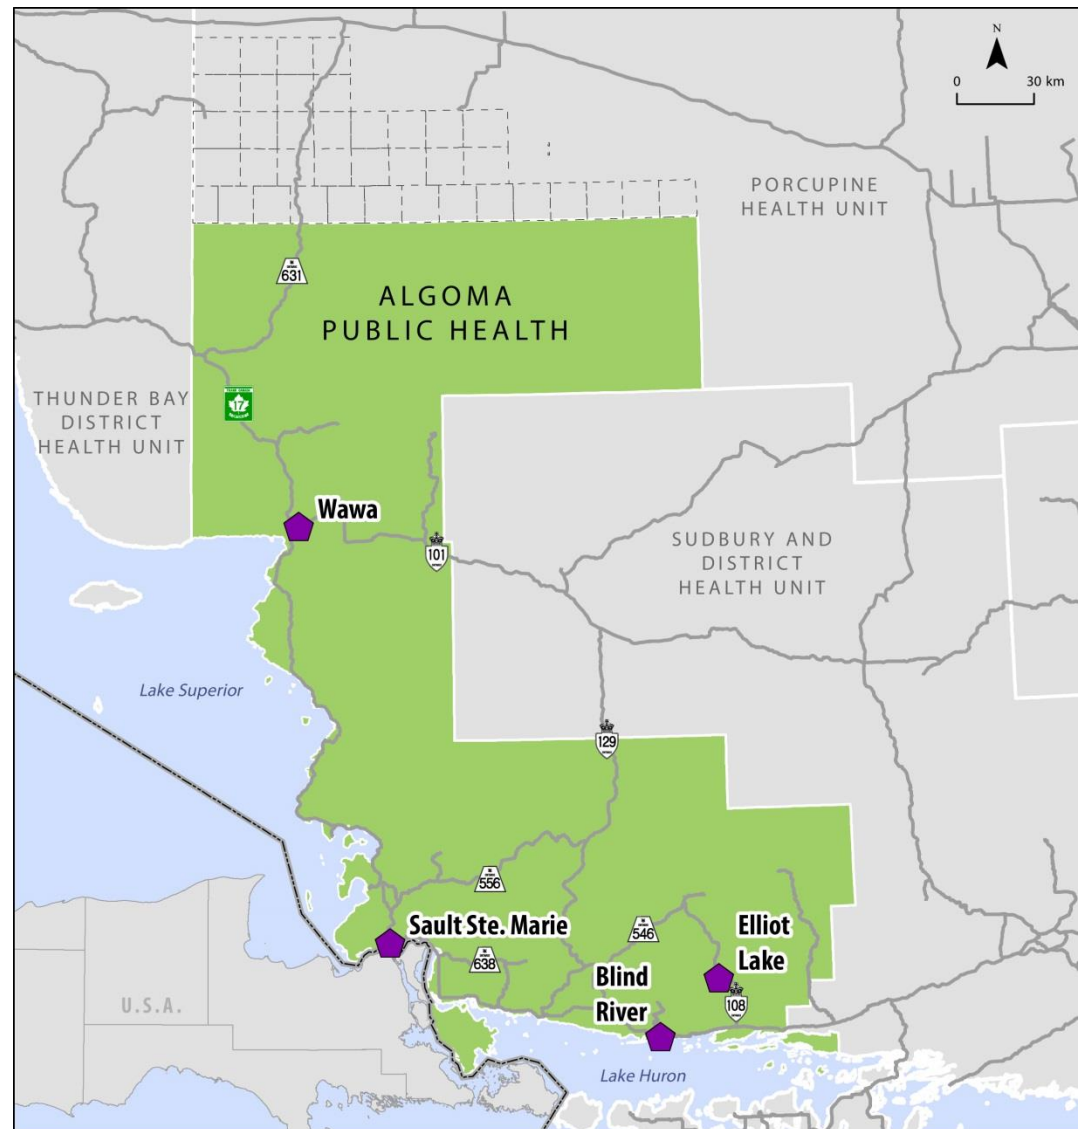 N
0 30 km
PORCUPINE
HEALTH UNIT
631
ALGOMA
PUBLIC HEALTH
THUNDER BAY
DISTRICT
HEALTH UNIT
17
Wawa
101
SUDBURY AND
DISTRICT
HEALTH UNIT
Lake Superior
129
556
Sault Ste. Marie
546
Elliot
Lake
638
Blind
River
108
U.S.A.
Lake Huron